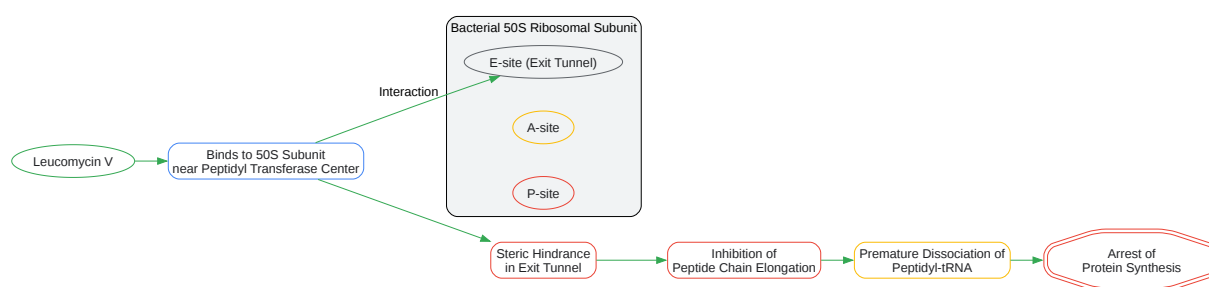 Bacterial 50S Ribosomal Subunit
E-site (Exit Tunnel)
Interaction
A-site
Leucomycin V
Binds to 50S Subunit
near Peptidyl Transferase Center
P-site
Steric Hindrance
in Exit Tunnel
Inhibition of
Peptide Chain Elongation
Premature Dissociation of
Peptidyl-tRNA
Arrest of
Protein Synthesis